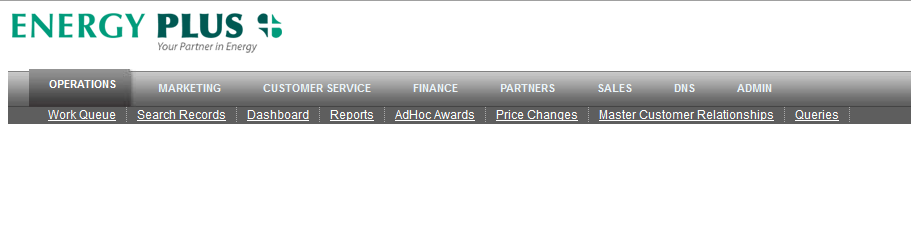 ENERGY PLUS
Your Partner in Energy
OPERATIONS MARKETING CUSTOMER SERVICE FINANCE PARTNERS SALES DNS ADMIN
Work Queue Search Records Dashboard Reports AdHoc Awards Price Changes Master Customer Relationships Queries